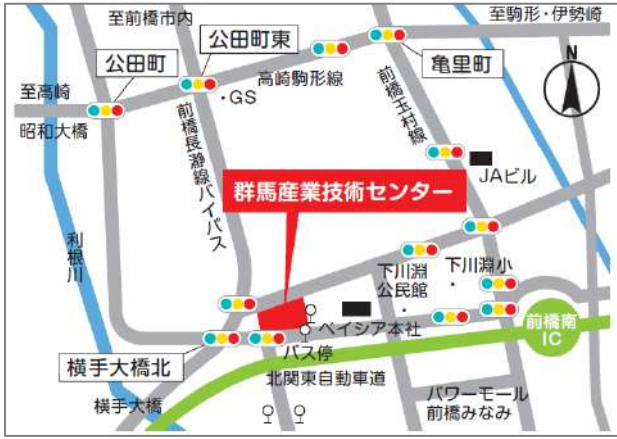 至前橋市内
至駒形・伊勢崎
公田町東
公田町
亀里町
N
高崎駒形線
至高崎
・GS
昭和大橋
前橋長瀞線バイパス
前橋玉村線
JAビル
群馬産業技術センター
利根川
下川淵
公民館
・
下川淵小
・
前橋南
IC
ベイシア本社
バス停
横手大橋北
北関東自動車道
横手大橋
パワーモール
前橋みなみ